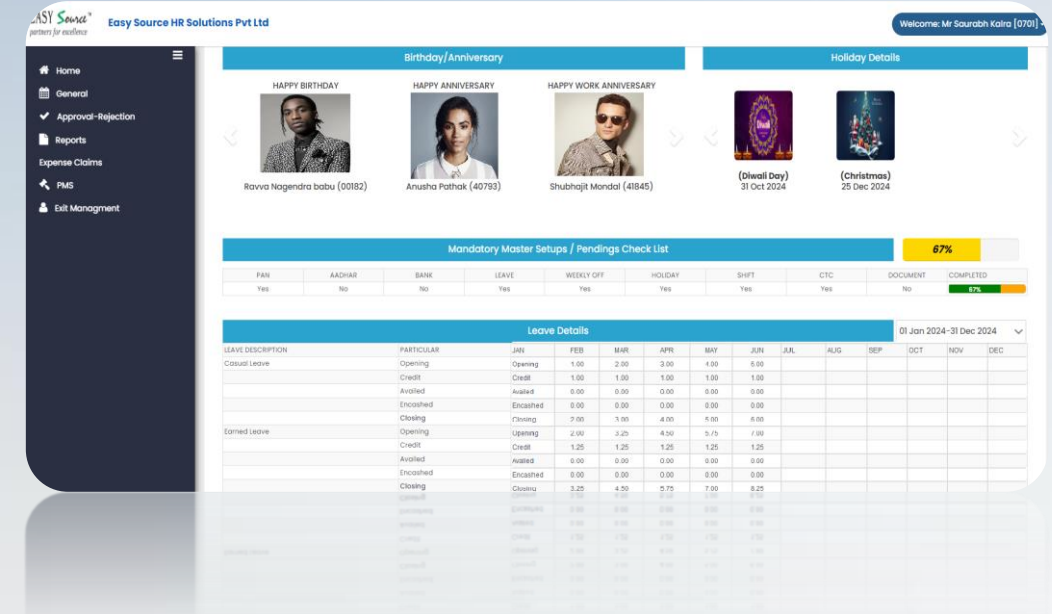 EASY Source
partners for excellence
Easy Source HR Solutions Pvt Ltd
Welcome: Mr Saurabh Kalra [0701]
Home
General
Approval-Rejection
Reports
Expense Claims
PMS
Exit Managment
Birthday/Anniversary
Holiday Details
HAPPY BIRTHDAY HAPPY ANNIVERSARY HAPPY WORK ANNIVERSARY
Diwali
Ravva Nagendra babu (00182) Anusha Pathak (40793) Shubhajit Mondal (41845)
(Diwali Day) (Christmas)
31 Oct 2024 25 Dec 2024
Mandatory Master Setups / Pendings Check List 67%
PAN AADHAR BANK LEAVE WEEKLY OFF HOLIDAY SHIFT CTC DOCUMENT COMPLETED
Yes No No Yes Yes Yes Yes Yes No 67%
Leave Details 01 Jan 2024-31 Dec 2024
LEAVE DESCRIPTION PARTICULAR JAN FEB MAR APR MAY JUN JUL AUG SEP OCT NOV DEC
Casual Leave Opening Opening 1.00 2.00 3.00 4.00 5.00
Credit Credit 1.00 1.00 1.00 1.00 1.00
Availed Availed 0.00 0.00 0.00 0.00 0.00
Encashed Encashed 0.00 0.00 0.00 0.00 0.00
Closing Closing 2.00 3.00 4.00 5.00 6.00
Earned Leave Opening Opening 2.00 3.25 4.50 5.75 7.00
Credit Credit 1.25 1.25 1.25 1.25 1.25
Availed Availed 0.00 0.00 0.00 0.00 0.00
Encashed Encashed 0.00 0.00 0.00 0.00 0.00
Closing Closing 3.25 4.50 5.75 7.00 8.25